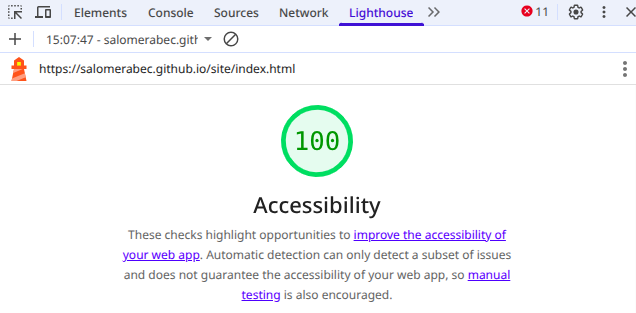 Elements Console Sources Network Lighthouse 11
15:07:47 - salomerabec.gitl
https://salomerabec.github.io/site/index.html
100
Accessibility
These checks highlight opportunities to improve the accessibility of
your web app. Automatic detection can only detect a subset of issues
and does not guarantee the accessibility of your web app, so manual
testing is also encouraged.